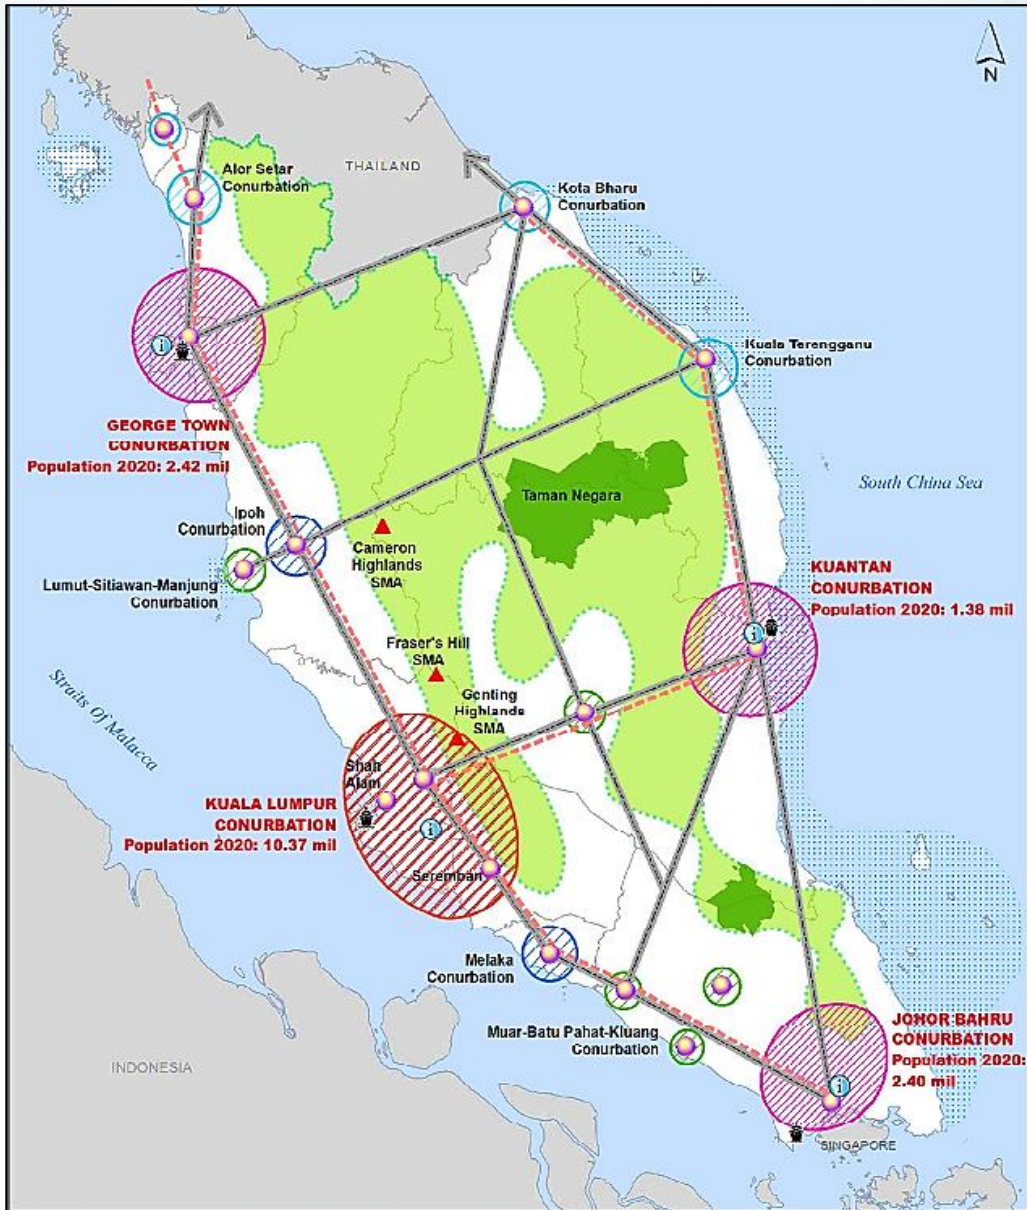 N
THAILAND
Alor Setar
Conurbation
Kota Bharu
Conurbation
Kuala Terengganu
Conurbation
GEORGE TOWN
CONURBATION
Population 2020: 2.42 mil
Taman Negara
South China Sea
Ipoh
Conurbation
Cameron
Highlands
SMA
Lumut-Sitiawan-Manjung
Conurbation
KUANTAN
CONURBATION
Population 2020: 1.38 mil
Fraser's Hill
SMA
Genting
Highlands
SMA
Straits Of Malacca
Shah
Alam
KUALA LUMPUR
CONURBATION
Population 2020: 10.37 mil
Seremban
Melaka
Conurbation
Muar-Batu Pahat-Kluang
Conurbation
JOHOR BAHRU
CONURBATION
Population 2020:
2.40 mil
INDONESIA
SINGAPORE
i
i
i
i